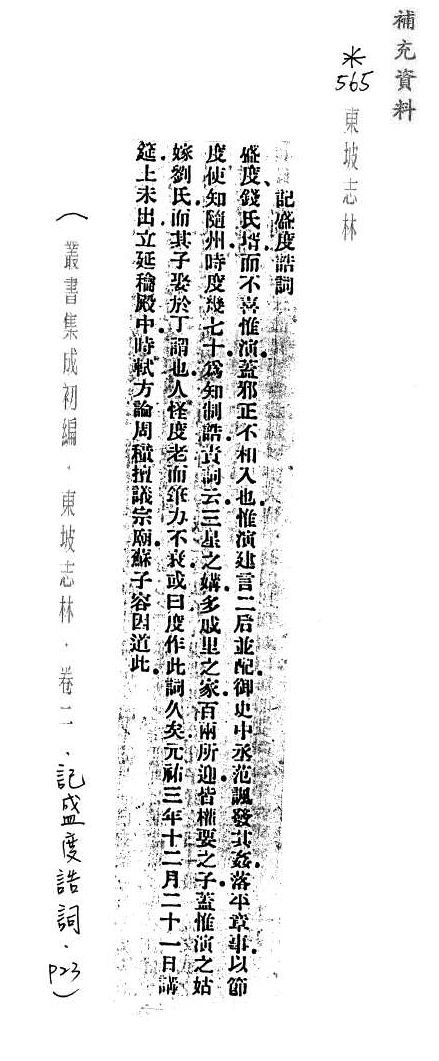 補充資料
＊
565 東坡志林
記盛度誥詞
盛度、錢氏壻、而不喜惟演、蓋邪正不相入也。惟演建言二后並配、御史中丞范諷發其姦、落平章事、以節
度使知隨州。時度幾七十、爲知制誥、責詞云、三星之媾、多戚里之家、百兩所迎、皆權要之子。蓋惟演之姑
嫁劉氏、而其子娶於丁謂也。人怪度老而筆力不衰、或曰、度作此詞久矣。元祐三年十二月二十一日、講
筵上未出、立延龢殿中、時軾方論周穜擅議宗廟、蘇子容因道此。
（叢書集成初編．東坡志林．卷二．記盛度誥詞．P23）